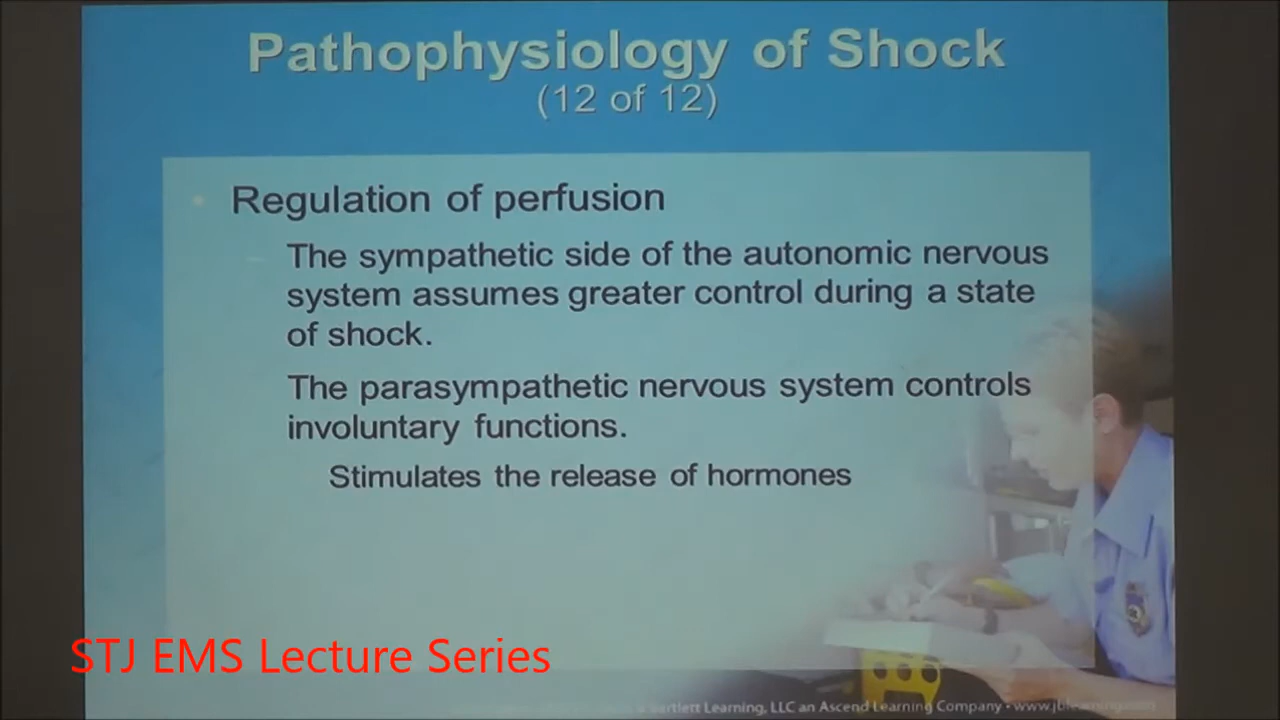 Pathophysiology of Shock
(12 of 12)
Regulation of perfusion
The sympathetic side of the autonomic nervous
system assumes greater control during a state
of shock.
The parasympathetic nervous system controls
involuntary functions.
Stimulates the release of hormones
STJ EMS Lecture Series
Bartlett Learning, LLC an Ascend Learning Company